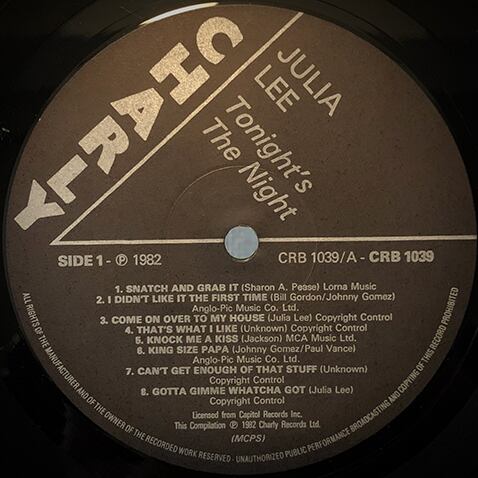 CHARLY
JULIA
LEE
Tonight's
The Night
SIDE 1 - ℗ 1982
CRB 1039/A - CRB 1039
1. SNATCH AND GRAB IT (Sharon A. Pease) Lorna Music
2. I DIDN'T LIKE IT THE FIRST TIME (Bill Gordon/Johnny Gomez)
Anglo-Pic Music Co. Ltd.
3. COME ON OVER TO MY HOUSE (Julia Lee) Copyright Control
4. THAT'S WHAT I LIKE (Unknown) Copyright Control
5. KNOCK ME A KISS (Jackson) MCA Music Ltd.
6. KING SIZE PAPA (Johnny Gomez/Paul Vance)
Anglo-Pic Music Co. Ltd.
7. CAN'T GET ENOUGH OF THAT STUFF (Unknown)
Copyright Control
8. GOTTA GIMME WHATCHA GOT (Julia Lee)
Copyright Control
Licensed from Capitol Records Inc.
This Compilation ℗ 1982 Charly Records Ltd.
(MCPS)
ALL RIGHTS OF THE MANUFACTURER AND OF THE OWNER OF THE RECORDED WORK RESERVED - UNAUTHORIZED PUBLIC PERFORMANCE BROADCASTING AND COPYING OF THIS RECORD PROHIBITED